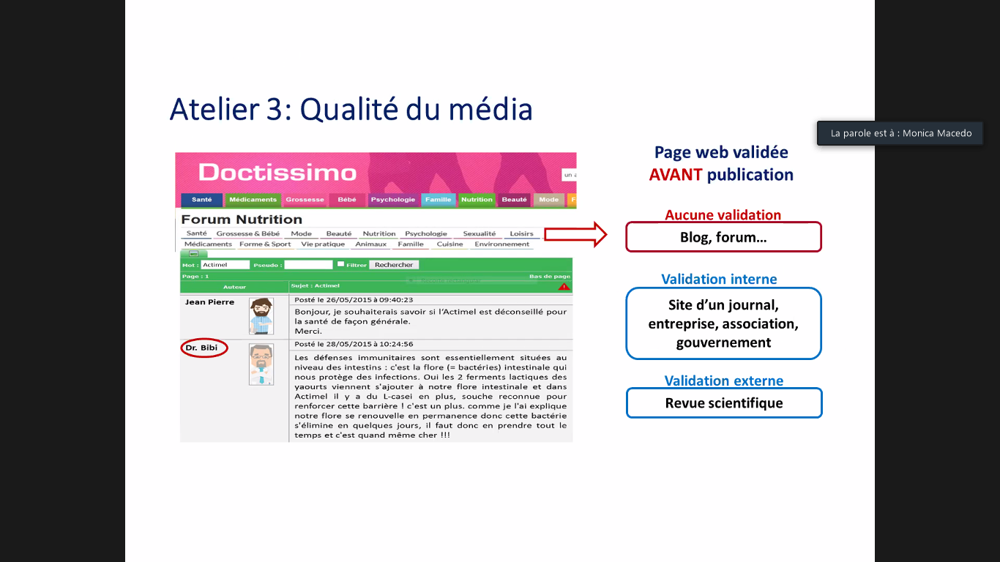 Atelier 3: Qualité du média
La parole est à : Monica Macedo
Doctissimo
un a
Santé Médicaments Grossesse Bébé Psychologie Famille Nutrition Beauté Mode F
Forum Nutrition
Santé Grossesse & Bébé Mode Beauté Nutrition Psychologie Sexualité Loisirs
Médicaments Forme & Sport Vie pratique Animaux Famille Cuisine Environnement
Mot : Actimel Pseudo : Filtrer Rechercher
Page : 1 Bas de page
Auteur Sujet : Actimel
Jean Pierre
Posté le 26/05/2015 à 09:40:23
Bonjour, je souhaiterais savoir si l'Actimel est déconseillé pour
la santé de façon générale.
Merci.
Dr. Bibi
Posté le 28/05/2015 à 10:24:56
Les défenses immunitaires sont essentiellement situées au
niveau des intestins : c'est la flore (= bactéries) intestinale qui
nous protège des infections. Oui les 2 ferments lactiques des
yaourts viennent s'ajouter à notre flore intestinale et dans
Actimel il y a du L-casei en plus, souche reconnue pour
renforcer cette barrière ! c'est un plus. comme je l'ai explique
notre flore se renouvelle en permanence donc cette bactérie
s'élimine en quelques jours, il faut donc en prendre tout le
temps et c'est quand même cher !!!
Page web validée
AVANT publication
Aucune validation
Blog, forum…
Validation interne
Site d'un journal,
entreprise, association,
gouvernement
Validation externe
Revue scientifique